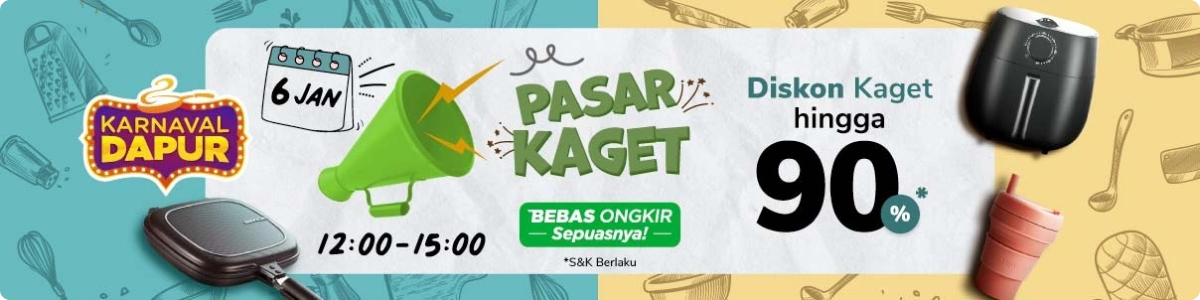 KARNAVAL
DAPUR
6 JAN
12:00-15:00
PASAR
KAGET
BEBAS ONGKIR
Sepuasnya!
*S&K Berlaku
Diskon Kaget
hingga
90%*